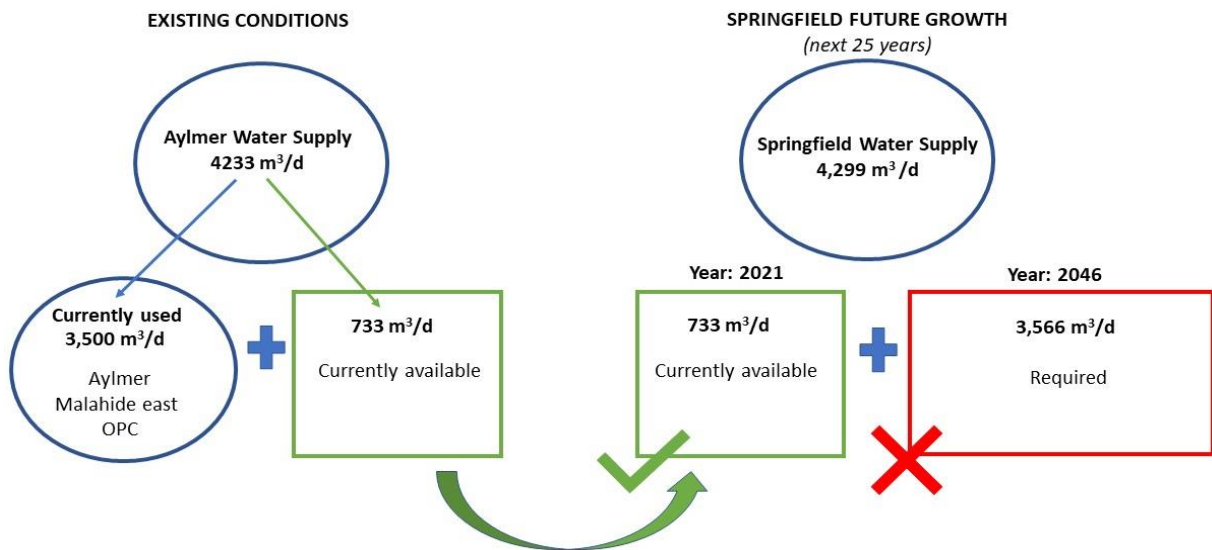 EXISTING CONDITIONS
Aylmer Water Supply
4233 m³/d
Currently used
3,500 m³/d
Aylmer
Malahide east
OPC
733 m³/d
Currently available
SPRINGFIELD FUTURE GROWTH
(next 25 years)
Springfield Water Supply
4,299 m³/d
Year: 2021
733 m³/d
Currently available
Year: 2046
3,566 m³/d
Required